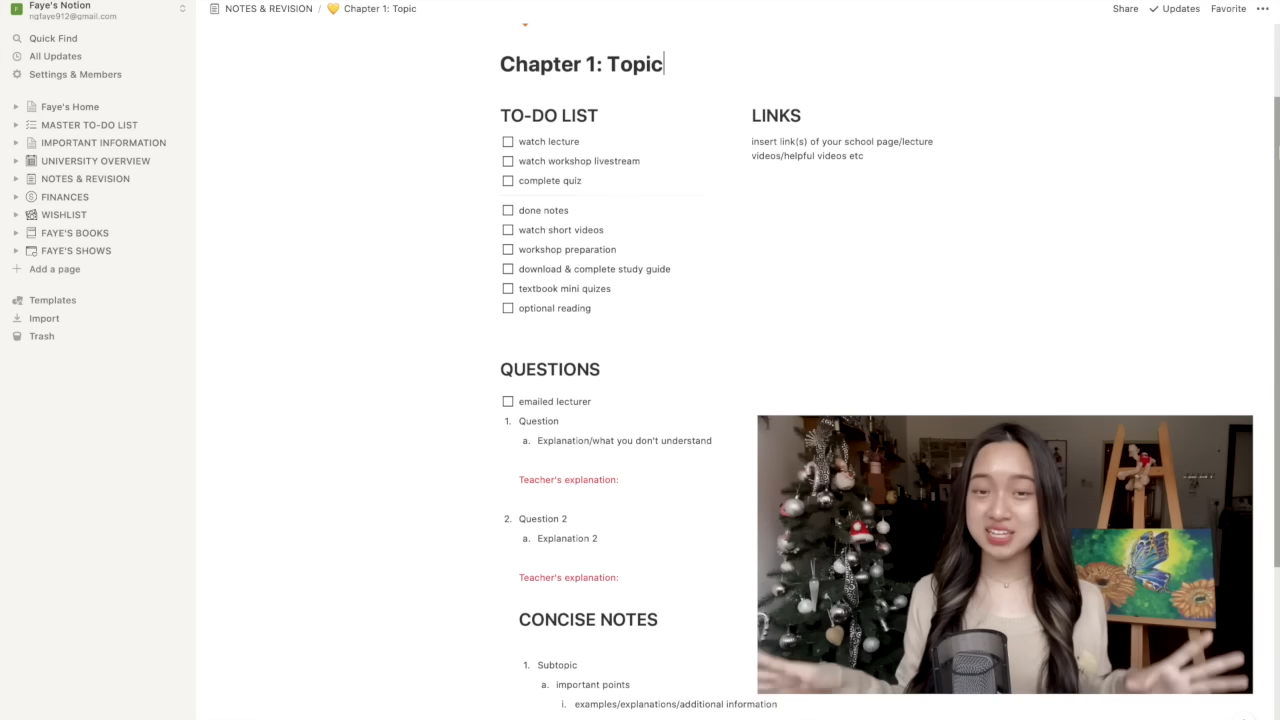 Faye's Notion
ngfaye912@gmail.com
Quick Find
All Updates
Settings & Members
Faye's Home
MASTER TO-DO LIST
IMPORTANT INFORMATION
UNIVERSITY OVERVIEW
NOTES & REVISION
FINANCES
WISHLIST
FAYE'S BOOKS
FAYE'S SHOWS
Add a page
Templates
Import
Trash
NOTES & REVISION / Chapter 1: Topic
Share Updates Favorite
Chapter 1: Topic
TO-DO LIST
watch lecture
watch workshop livestream
complete quiz
done notes
watch short videos
workshop preparation
download & complete study guide
textbook mini quizes
optional reading
LINKS
insert link(s) of your school page/lecture
videos/helpful videos etc
QUESTIONS
emailed lecturer
1. Question
a. Explanation/what you don't understand
Teacher's explanation:
2. Question 2
a. Explanation 2
Teacher's explanation:
CONCISE NOTES
1. Subtopic
a. important points
i. examples/explanations/additional information